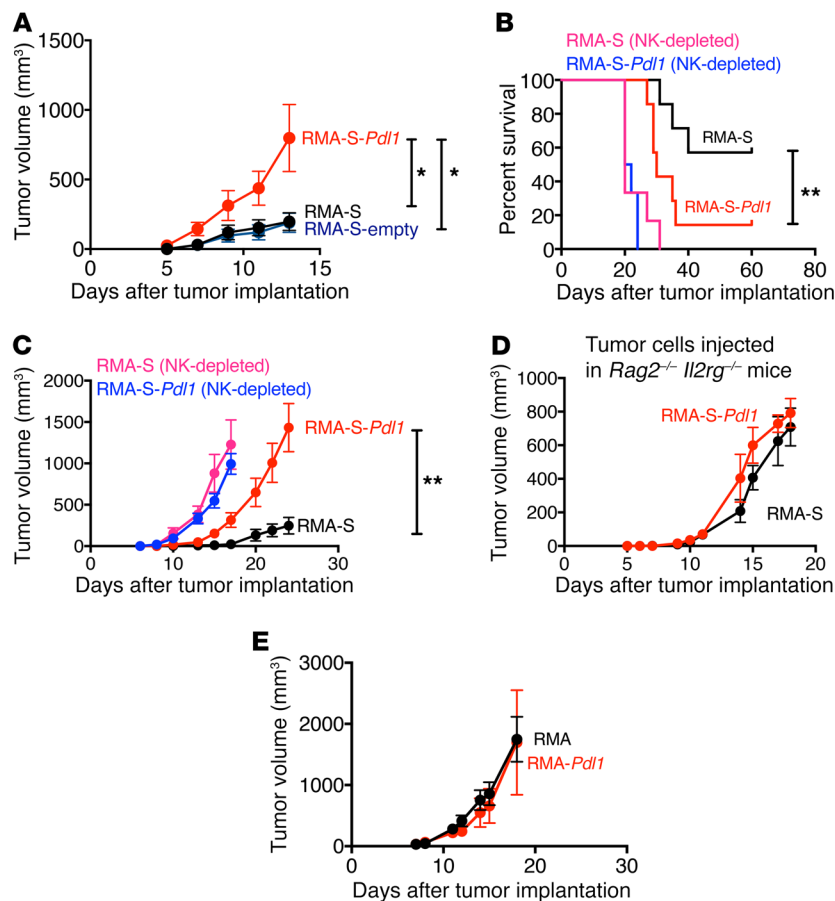 A
Tumor volume (mm³)
1500
1000
500
0
0 5 10 15
Days after tumor implantation
RMA-S-Pdl1
RMA-S
RMA-S-empty
*
*
B
RMA-S (NK-depleted)
RMA-S-Pdl1 (NK-depleted)
Percent survival
100
80
60
40
20
0
0 20 40 60 80
Days after tumor implantation
RMA-S
RMA-S-Pdl1
**
C
RMA-S (NK-depleted)
RMA-S-Pdl1 (NK-depleted)
Tumor volume (mm³)
2000
1500
1000
500
0
0 10 20 30
Days after tumor implantation
RMA-S-Pdl1
RMA-S
**
D
Tumor cells injected
in Rag2–/– Il2rg–/– mice
Tumor volume (mm³)
1000
800
600
400
200
0
0 5 10 15 20
Days after tumor implantation
RMA-S-Pdl1
RMA-S
E
Tumor volume (mm³)
3000
2000
1000
0
0 10 20 30
Days after tumor implantation
RMA
RMA-Pdl1